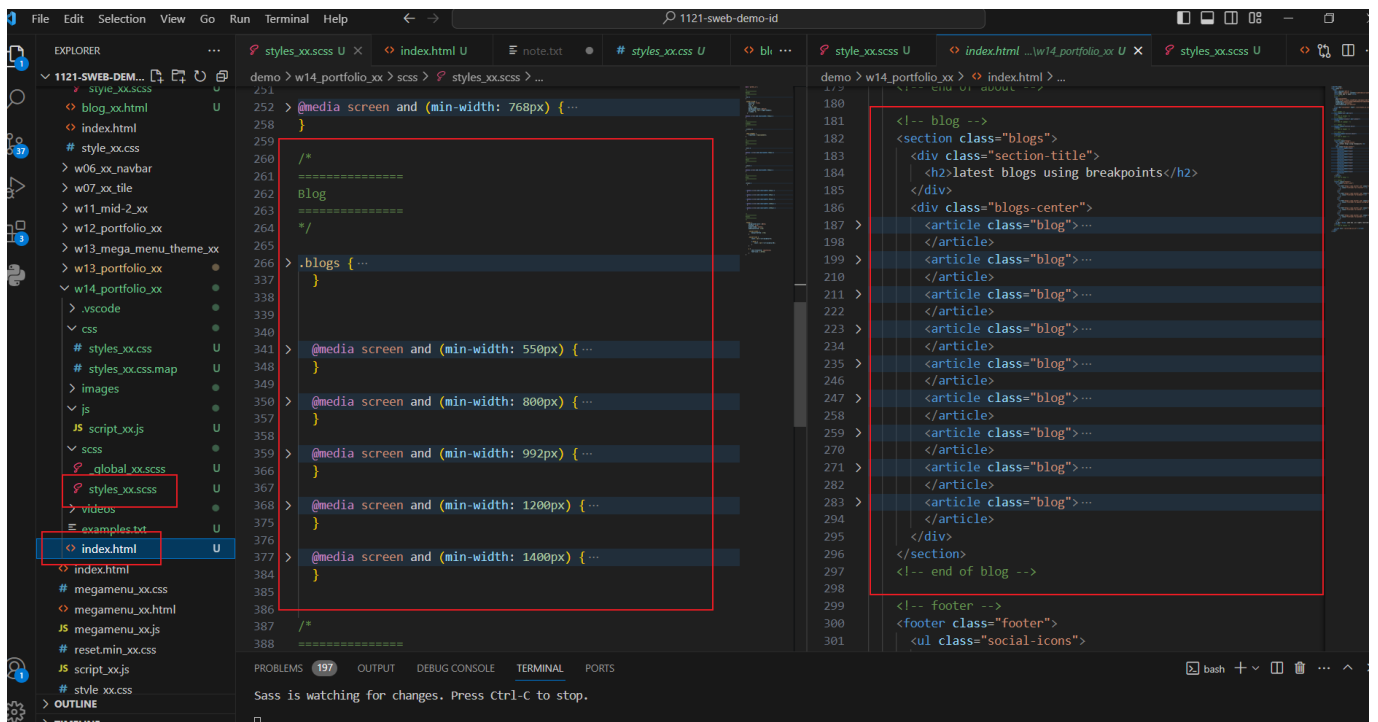 File Edit Selection View Go Run Terminal Help
1121-sweb-demo-id
EXPLORER
1121-SWEB-DEM...
style_xx.scss U
blog_xx.html U
index.html
# style_xx.css
w06_xx_navbar
w07_xx_tile
w11_mid-2_xx
w12_portfolio_xx
w13_mega_menu_theme_xx
w13_portfolio_xx
w14_portfolio_xx
.vscode
css
# styles_xx.css U
# styles_xx.css.map U
images
js
JS script_xx.js U
scss
_global_xx.scss U
styles_xx.scss U
videos
examples.txt U
index.html U
index.html
# megamenu_xx.css
megamenu_xx.html
JS megamenu_xx.js
# reset.min_xx.css
JS script_xx.js
# style_xx.css
OUTLINE
TIMELINE
1
37
3
1
styles_xx.scss U index.html U note.txt # styles_xx.css U
demo > w14_portfolio_xx > scss > styles_xx.scss > ...
251
252 @media screen and (min-width: 768px) { ...
258 }
259
260 /*
261 ===============
262 Blog
263 ===============
264 */
265
266 .blogs { ...
337 }
338
339
340
341 @media screen and (min-width: 550px) { ...
348 }
349
350 @media screen and (min-width: 800px) { ...
357 }
358
359 @media screen and (min-width: 992px) { ...
366 }
367
368 @media screen and (min-width: 1200px) { ...
375 }
376
377 @media screen and (min-width: 1400px) { ...
384 }
385
386
387 /*
388 ===============
style_xx.scss U index.html ...\w14_portfolio_xx U styles_xx.scss U
demo > w14_portfolio_xx > index.html > ...
179 <!-- end of about -->
180
181 <!-- blog -->
182 <section class="blogs">
183 <div class="section-title">
184 <h2>latest blogs using breakpoints</h2>
185 </div>
186 <div class="blogs-center">
187 <article class="blog"> ...
198 </article>
199 <article class="blog"> ...
210 </article>
211 <article class="blog"> ...
222 </article>
223 <article class="blog"> ...
234 </article>
235 <article class="blog"> ...
246 </article>
247 <article class="blog"> ...
258 </article>
259 <article class="blog"> ...
270 </article>
271 <article class="blog"> ...
282 </article>
283 <article class="blog"> ...
294 </article>
295 </div>
296 </section>
297 <!-- end of blog -->
298
299 <!-- footer -->
300 <footer class="footer">
301 <ul class="social-icons">
PROBLEMS 197 OUTPUT DEBUG CONSOLE TERMINAL PORTS
bash
Sass is watching for changes. Press Ctrl-C to stop.